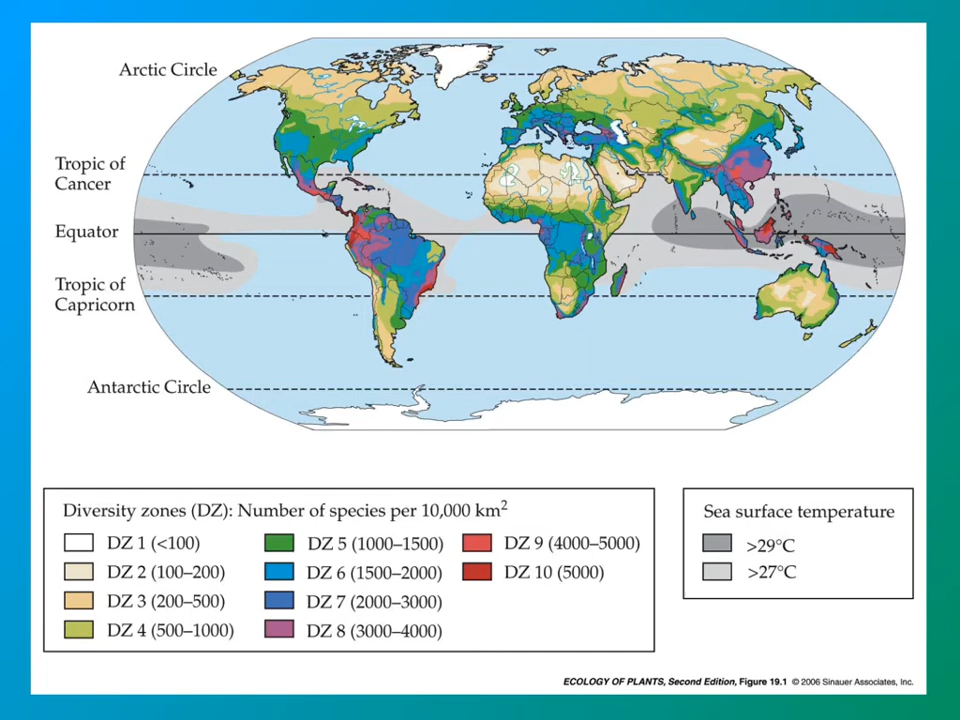 Arctic Circle
Tropic of
Cancer
Equator
Tropic of
Capricorn
Antarctic Circle
Diversity zones (DZ): Number of species per 10,000 km²
DZ 1 (<100)
DZ 2 (100–200)
DZ 3 (200–500)
DZ 4 (500–1000)
DZ 5 (1000–1500)
DZ 6 (1500–2000)
DZ 7 (2000–3000)
DZ 8 (3000–4000)
DZ 9 (4000–5000)
DZ 10 (5000)
Sea surface temperature
>29°C
>27°C
ECOLOGY OF PLANTS, Second Edition, Figure 19.1 © 2006 Sinauer Associates, Inc.